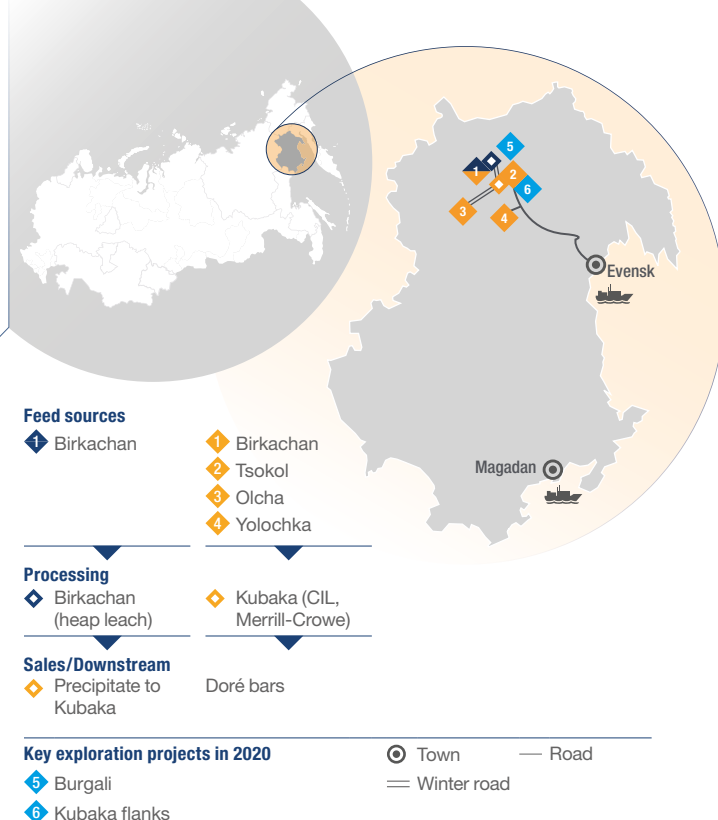 5
1
2
6
3
4
Evensk
Magadan
Feed sources
1 Birkachan
1 Birkachan
2 Tsokol
3 Olcha
4 Yolochka
Processing
Birkachan
(heap leach)
Kubaka (CIL,
Merrill-Crowe)
Sales/Downstream
Precipitate to
Kubaka
Doré bars
Key exploration projects in 2020
5 Burgali
6 Kubaka flanks
Town
Road
Winter road